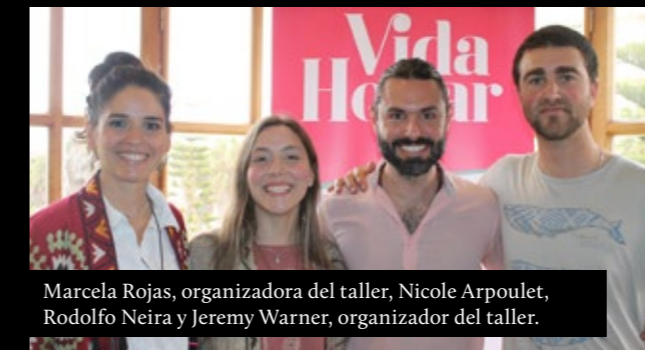 Vida
Hogar
Marcela Rojas, organizadora del taller, Nicole Arpoulet,
Rodolfo Neira y Jeremy Warner, organizador del taller.